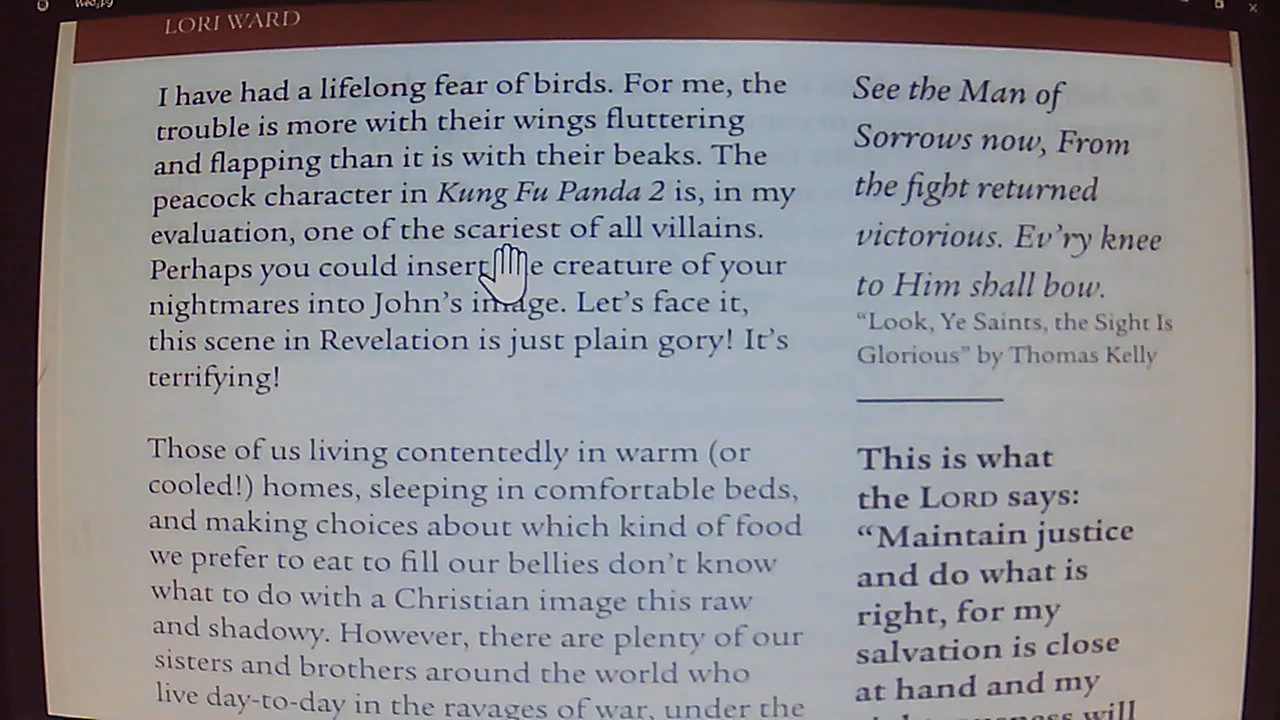 LORI WARD
I have had a lifelong fear of birds. For me, the
trouble is more with their wings fluttering
and flapping than it is with their beaks. The
peacock character in Kung Fu Panda 2 is, in my
evaluation, one of the scariest of all villains.
Perhaps you could insert creature of your
nightmares into John’s image. Let’s face it,
this scene in Revelation is just plain gory! It’s
terrifying!
Those of us living contentedly in warm (or
cooled!) homes, sleeping in comfortable beds,
and making choices about which kind of food
we prefer to eat to fill our bellies don’t know
what to do with a Christian image this raw
and shadowy. However, there are plenty of our
sisters and brothers around the world who
live day-to-day in the ravages of war, under the
See the Man of
Sorrows now, From
the fight returned
victorious. Ev’ry knee
to Him shall bow.
“Look, Ye Saints, the Sight Is
Glorious” by Thomas Kelly
This is what
the LORD says:
“Maintain justice
and do what is
right, for my
salvation is close
at hand and my
will